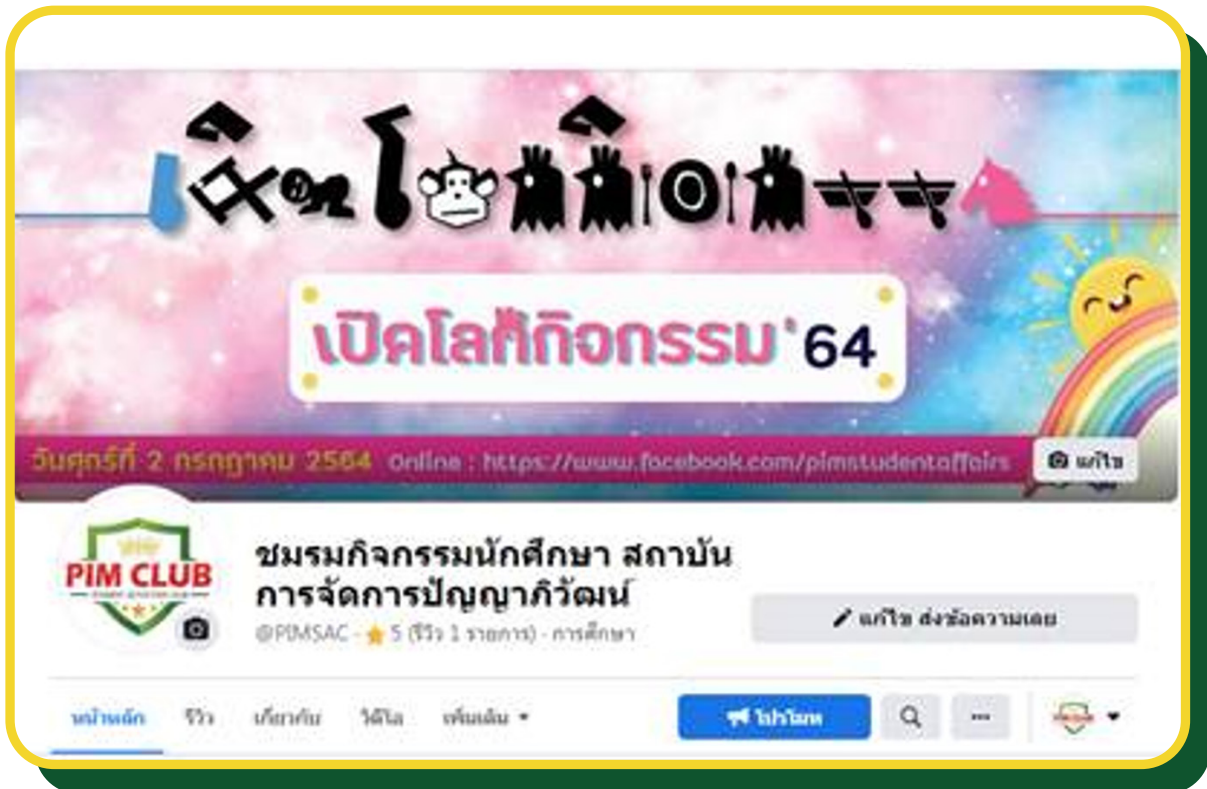 เปิดโลกกิจกรรม'64
วันศุกร์ที่ 2 กรกฎาคม 2564 Online : https://www.facebook.com/pimstudentaffairs
แก้ไข
PIM CLUB
ชมรมกิจกรรมนักศึกษา สถาบัน
การจัดการปัญญาภิวัฒน์
@PIMSAC · 5 (รีวิว 1 รายการ) · การศึกษา
แก้ไข ส่งข้อความเลย
หน้าหลัก รีวิว เกี่ยวกับ วิดีโอ เพิ่มเติม
โปรโมท